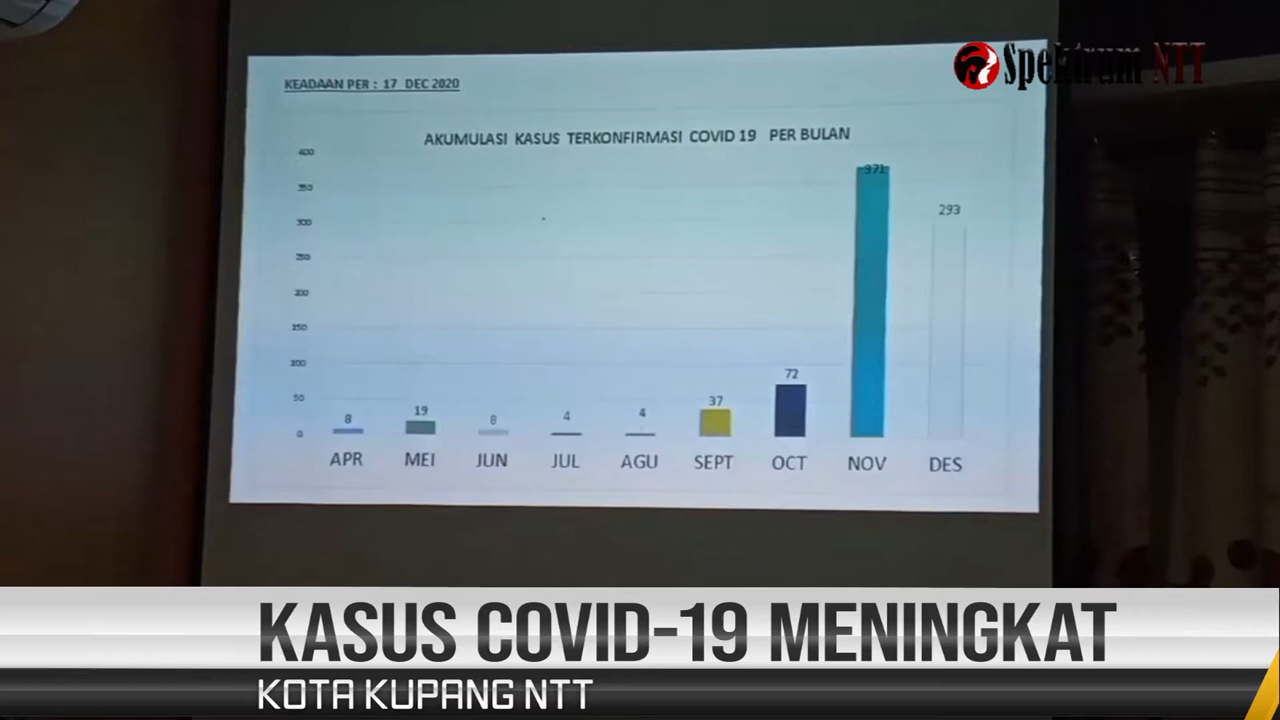 Spektrum NTT
KEADAAN PER : 17 DEC 2020
AKUMULASI KASUS TERKONFIRMASI COVID 19 PER BULAN
400
350
300
250
200
150
100
50
0
8
19
6
4
4
37
72
371
293
APR
MEI
JUN
JUL
AGU
SEPT
OCT
NOV
DES
KASUS COVID-19 MENINGKAT
KOTA KUPANG NTT